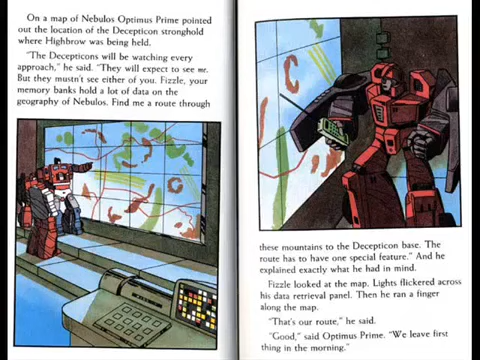 On a map of Nebulos Optimus Prime pointed
out the location of the Decepticon stronghold
where Highbrow was being held.
"The Decepticons will be watching every
approach," he said. "They will expect to see me.
But they mustn't see either of you. Fizzle, your
memory banks hold a lot of data on the
geography of Nebulos. Find me a route through
these mountains to the Decepticon base. The
route has to have one special feature." And he
explained exactly what he had in mind.
Fizzle looked at the map. Lights flickered across
his data retrieval panel. Then he ran a finger
along the map.
"That's our route," he said.
"Good," said Optimus Prime. "We leave first
thing in the morning."